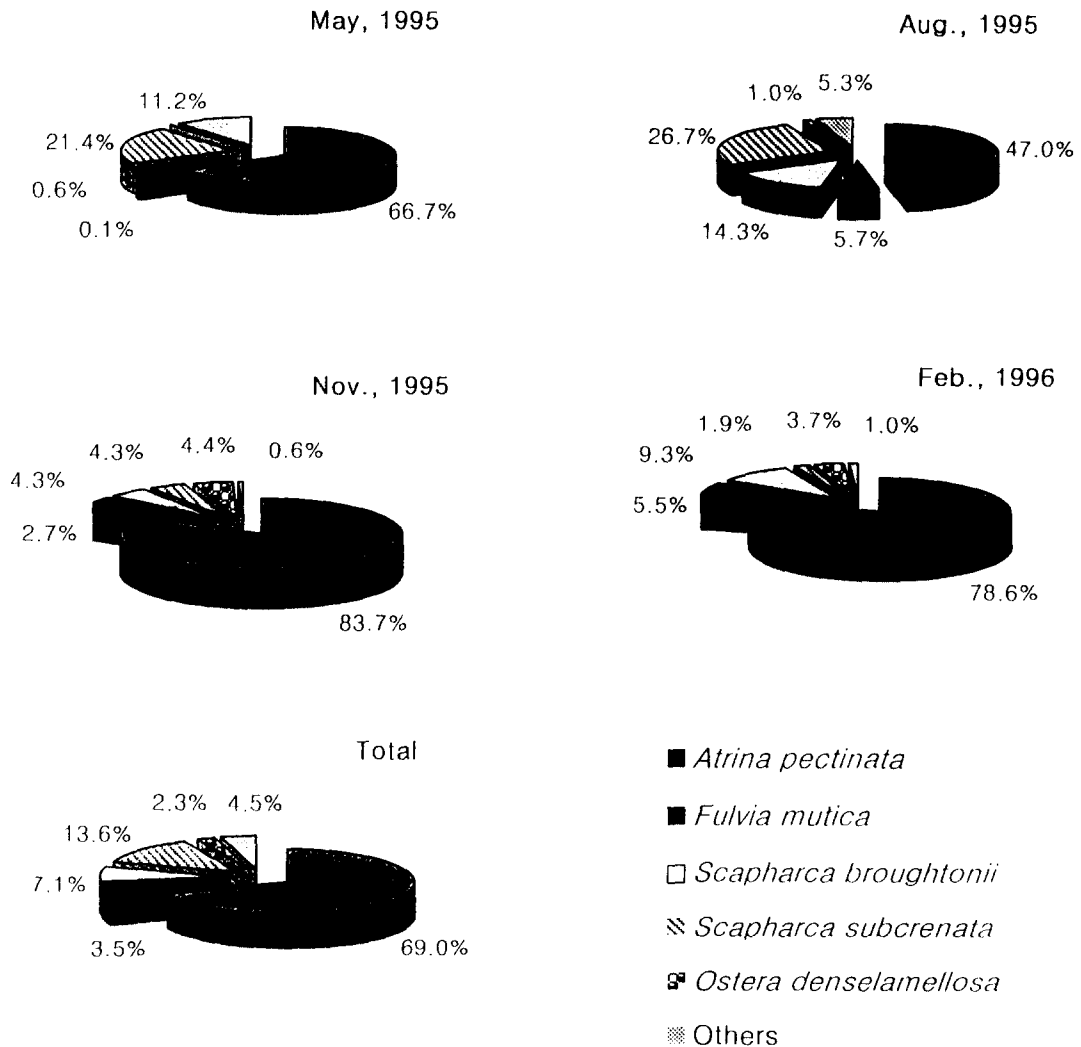 May, 1995
11.2%
21.4%
0.6%
0.1%
66.7%
Aug., 1995
1.0%
5.3%
26.7%
47.0%
14.3%
5.7%
Nov., 1995
4.3%
4.4%
0.6%
4.3%
2.7%
83.7%
Feb., 1996
1.9%
3.7%
1.0%
9.3%
5.5%
78.6%
Total
2.3%
4.5%
13.6%
7.1%
3.5%
69.0%
Atrina pectinata
Fulvia mutica
Scapharca broughtonii
Scapharca subcrenata
Ostera denselamellosa
Others